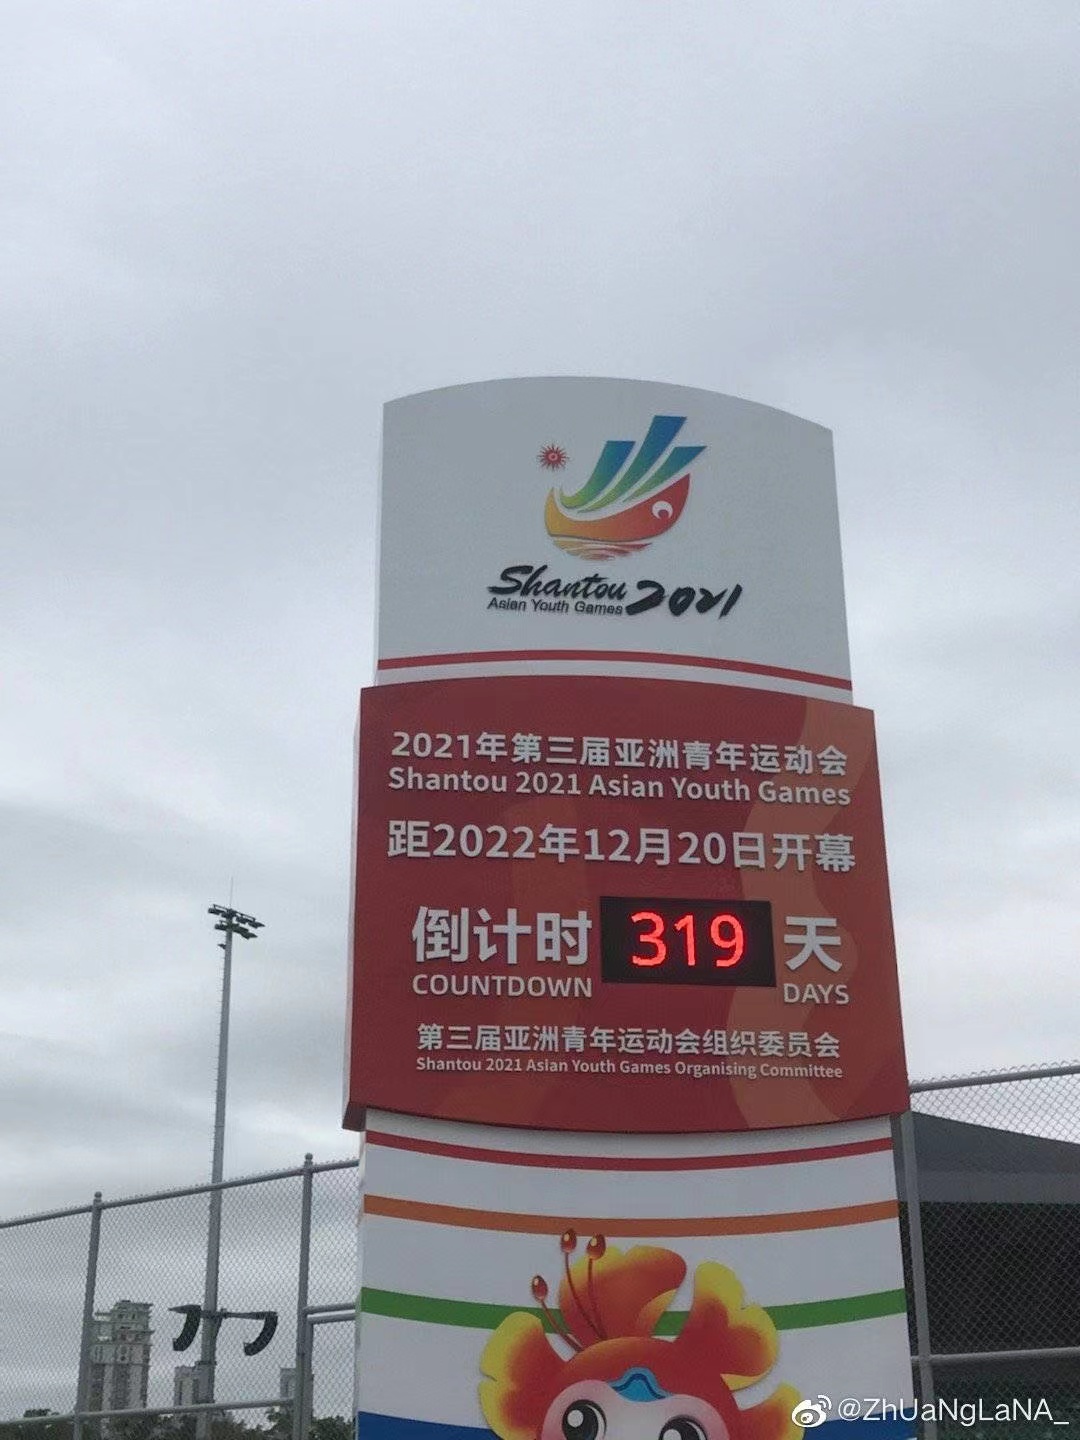 Shantou 2021
Asian Youth Games
2021年第三届亚洲青年运动会
Shantou 2021 Asian Youth Games
距2022年12月20日开幕
倒计时 319 天
COUNTDOWN DAYS
第三届亚洲青年运动会组织委员会
Shantou 2021 Asian Youth Games Organising Committee
@ZhUaNgLaNA_